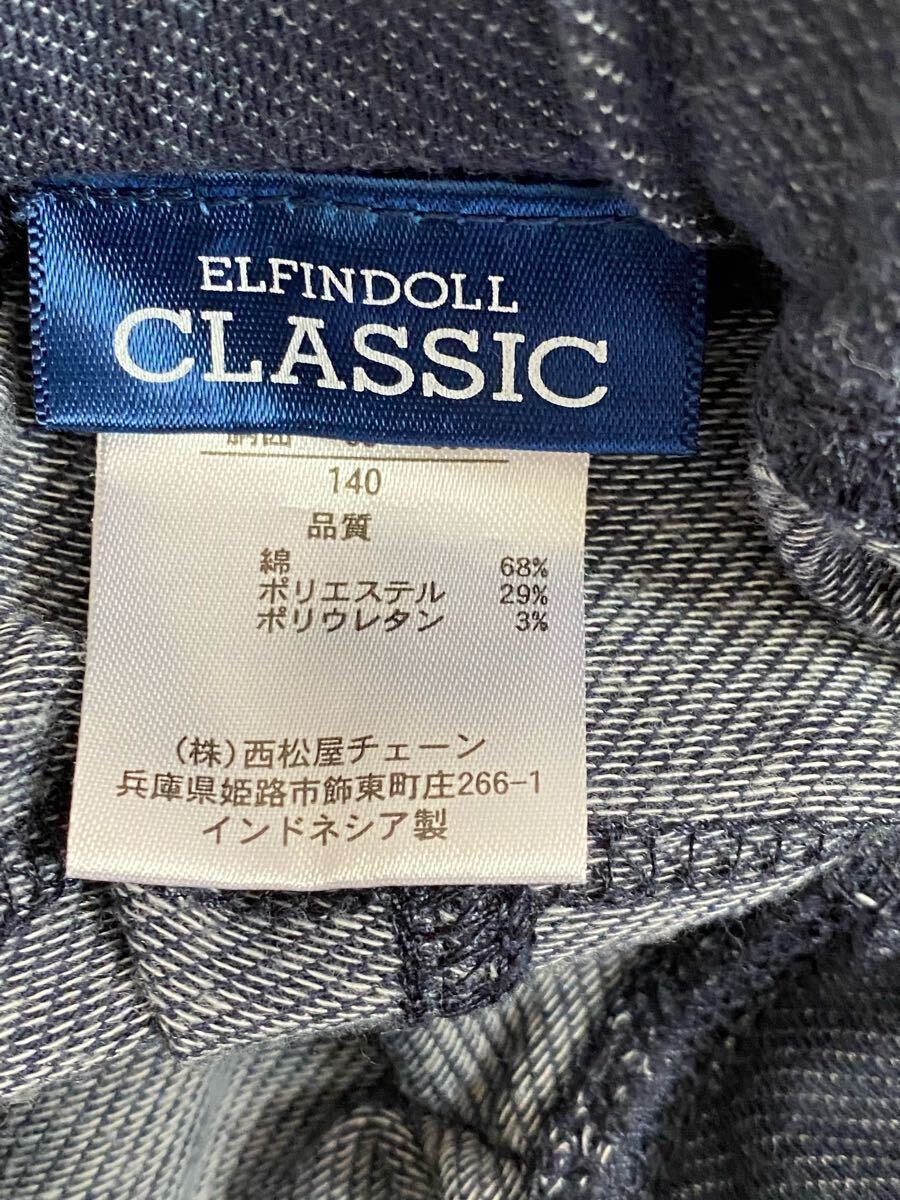 ELFINDOLL
CLASSIC
140
品質
綿 68%
ポリエステル 29%
ポリウレタン 3%
(株)西松屋チェーン
兵庫県姫路市飾東町庄266-1
インドネシア製